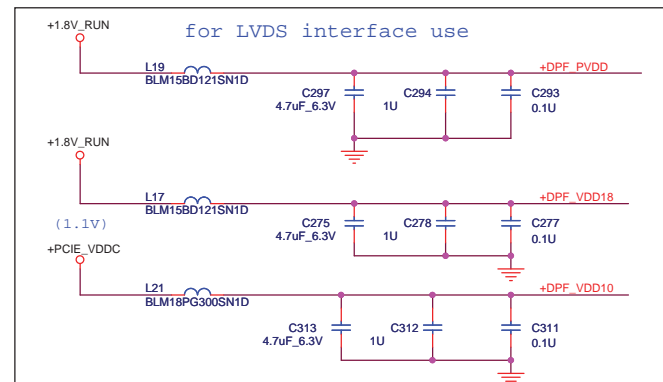 for LVDS interface use
+1.8V_RUN
L19
BLM15BD121SN1D
+DPF_PVDD
C297
4.7uF_6.3V
C294
1U
C293
0.1U
+1.8V_RUN
L17
BLM15BD121SN1D
+DPF_VDD18
C275
4.7uF_6.3V
C278
1U
C277
0.1U
(1.1V)
+PCIE_VDDC
L21
BLM18PG300SN1D
+DPF_VDD10
C313
4.7uF_6.3V
C312
1U
C311
0.1U